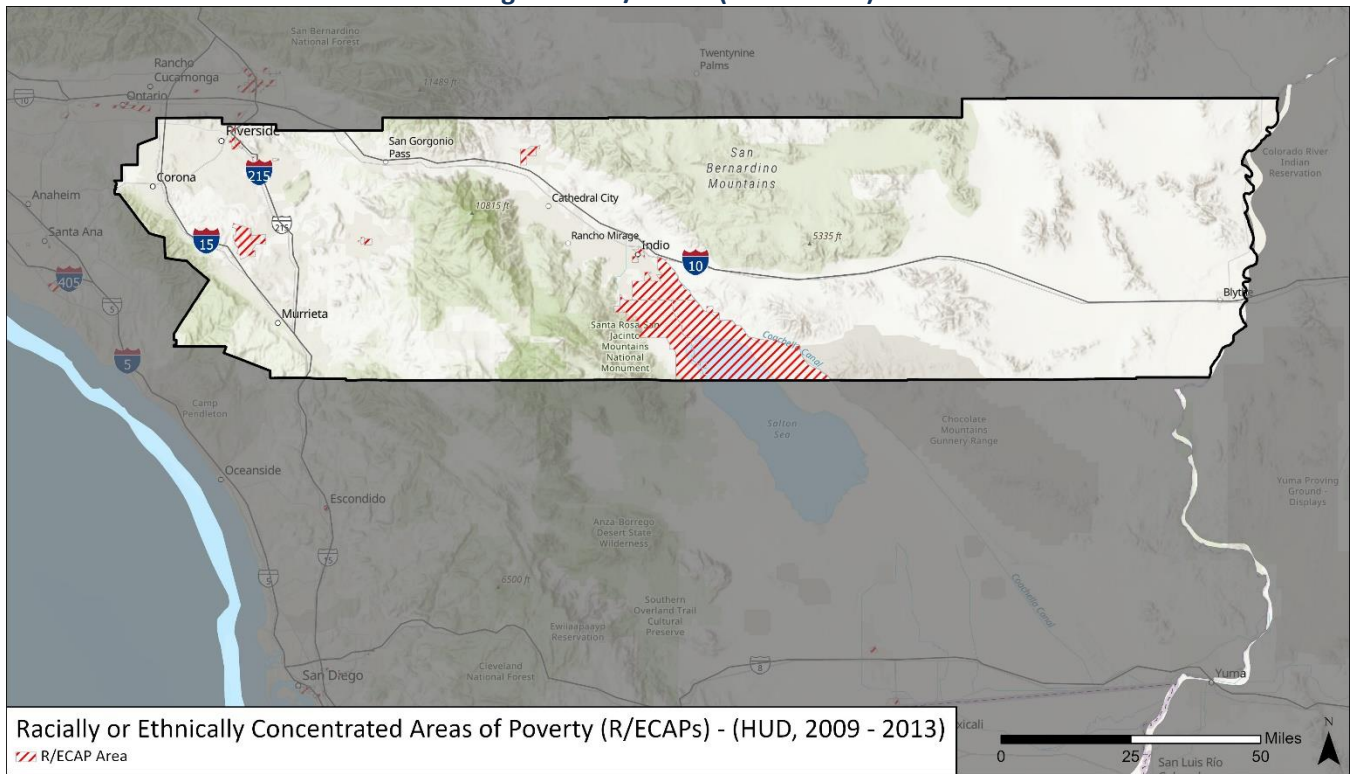 San Bernardino
National Forest
Rancho
Cucamonga
Ontario
10
11489 ft
Twentynine
Palms
Riverside
San Gorgonio
Pass
San
Bernardino
Mountains
Colorado River
Indian
Reservation
215
Corona
Anaheim
10815 ft
Cathedral City
Santa Ana
15
215
Rancho Mirage
Indio
5335 ft
10
405
5
Blythe
Murrieta
Santa Rosa San
Jacinto
Mountains
National
Monument
Coachella Canal
5
Camp
Pendleton
Salton
Sea
Chocolate
Mountains
Gunnery Range
Oceanside
Escondido
Yuma Proving
Ground -
Displays
Anza-Borrego
Desert State
Wilderness
15
5
6500 ft
Southern
Overland Trail
Cultural
Preserve
Coachella Canal
Ewiiaapaayp
Reservation
8
Cleveland
National Forest
San Diego
Yuma
xicali
San Luis Río
Racially or Ethnically Concentrated Areas of Poverty (R/ECAPs) - (HUD, 2009 - 2013)
R/ECAP Area
Miles
0 25 50
N